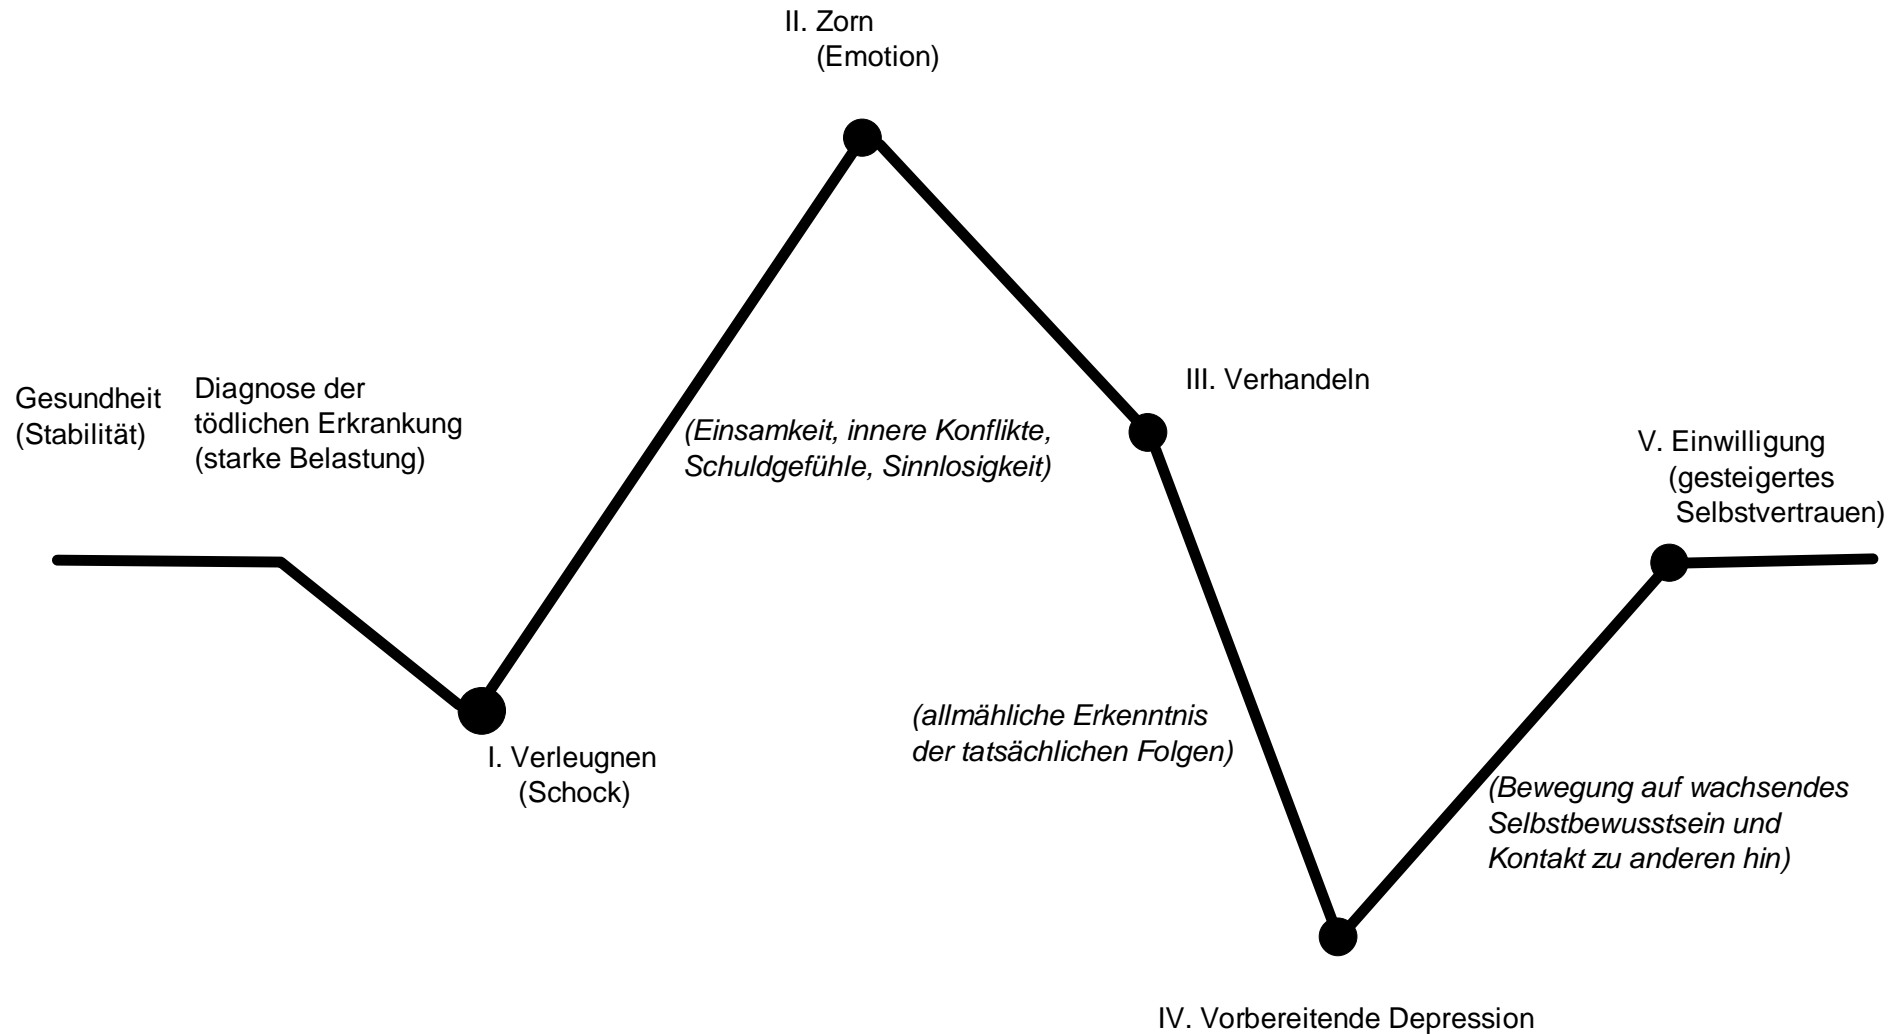 II. Zorn
(Emotion)
Gesundheit
(Stabilität)
Diagnose der
tödlichen Erkrankung
(starke Belastung)
(Einsamkeit, innere Konflikte,
Schuldgefühle, Sinnlosigkeit)
III. Verhandeln
V. Einwilligung
(gesteigertes
Selbstvertrauen)
I. Verleugnen
(Schock)
(allmähliche Erkenntnis
der tatsächlichen Folgen)
(Bewegung auf wachsendes
Selbstbewusstsein und
Kontakt zu anderen hin)
IV. Vorbereitende Depression